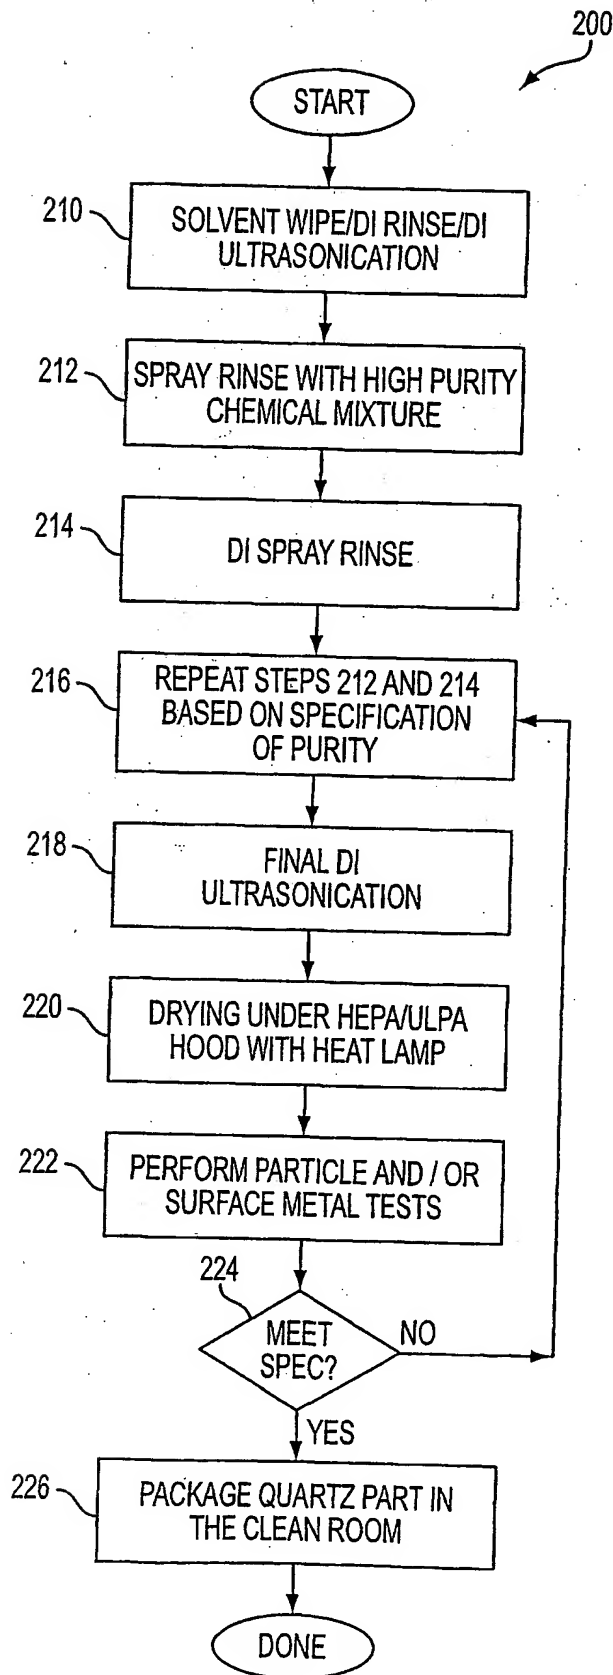 200
START
210
SOLVENT WIPE/DI RINSE/DI
ULTRASONICATION
212
SPRAY RINSE WITH HIGH PURITY
CHEMICAL MIXTURE
214
DI SPRAY RINSE
216
REPEAT STEPS 212 AND 214
BASED ON SPECIFICATION
OF PURITY
218
FINAL DI
ULTRASONICATION
220
DRYING UNDER HEPA/ULPA
HOOD WITH HEAT LAMP
222
PERFORM PARTICLE AND / OR
SURFACE METAL TESTS
224
MEET
SPEC?
NO
YES
226
PACKAGE QUARTZ PART IN
THE CLEAN ROOM
DONE